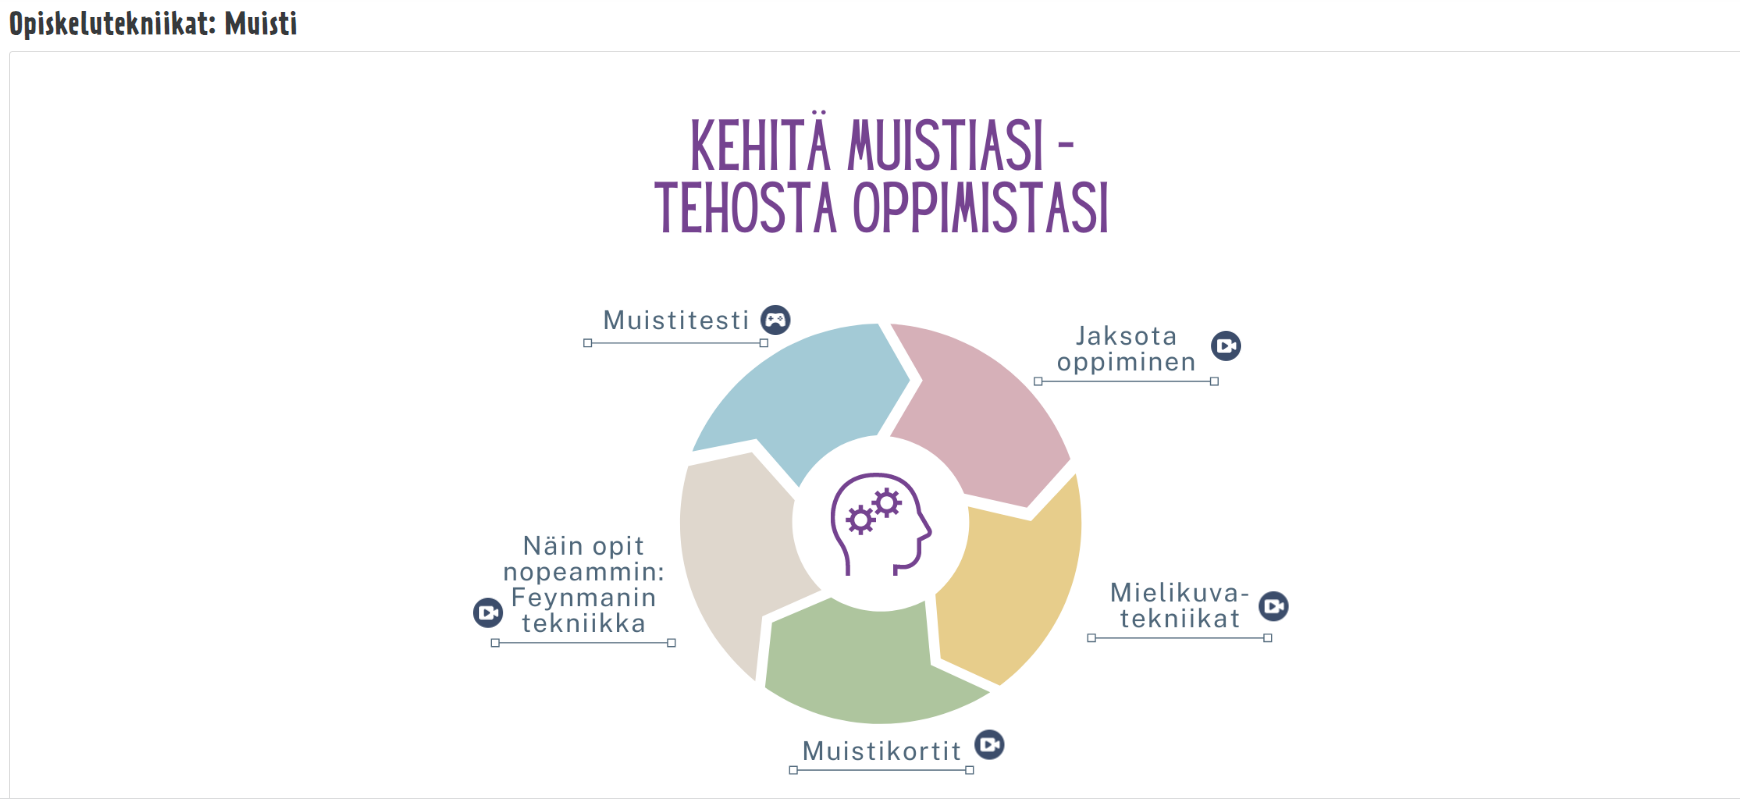 Opiskelutekniikat: Muisti
KEHITÄ MUISTIASI -
TEHOSTA OPPIMISTASI
Muistitesti
Jaksota
oppiminen
Näin opit
nopeammin:
Feynmanin
tekniikka
Mielikuva-
tekniikat
Muistikortit